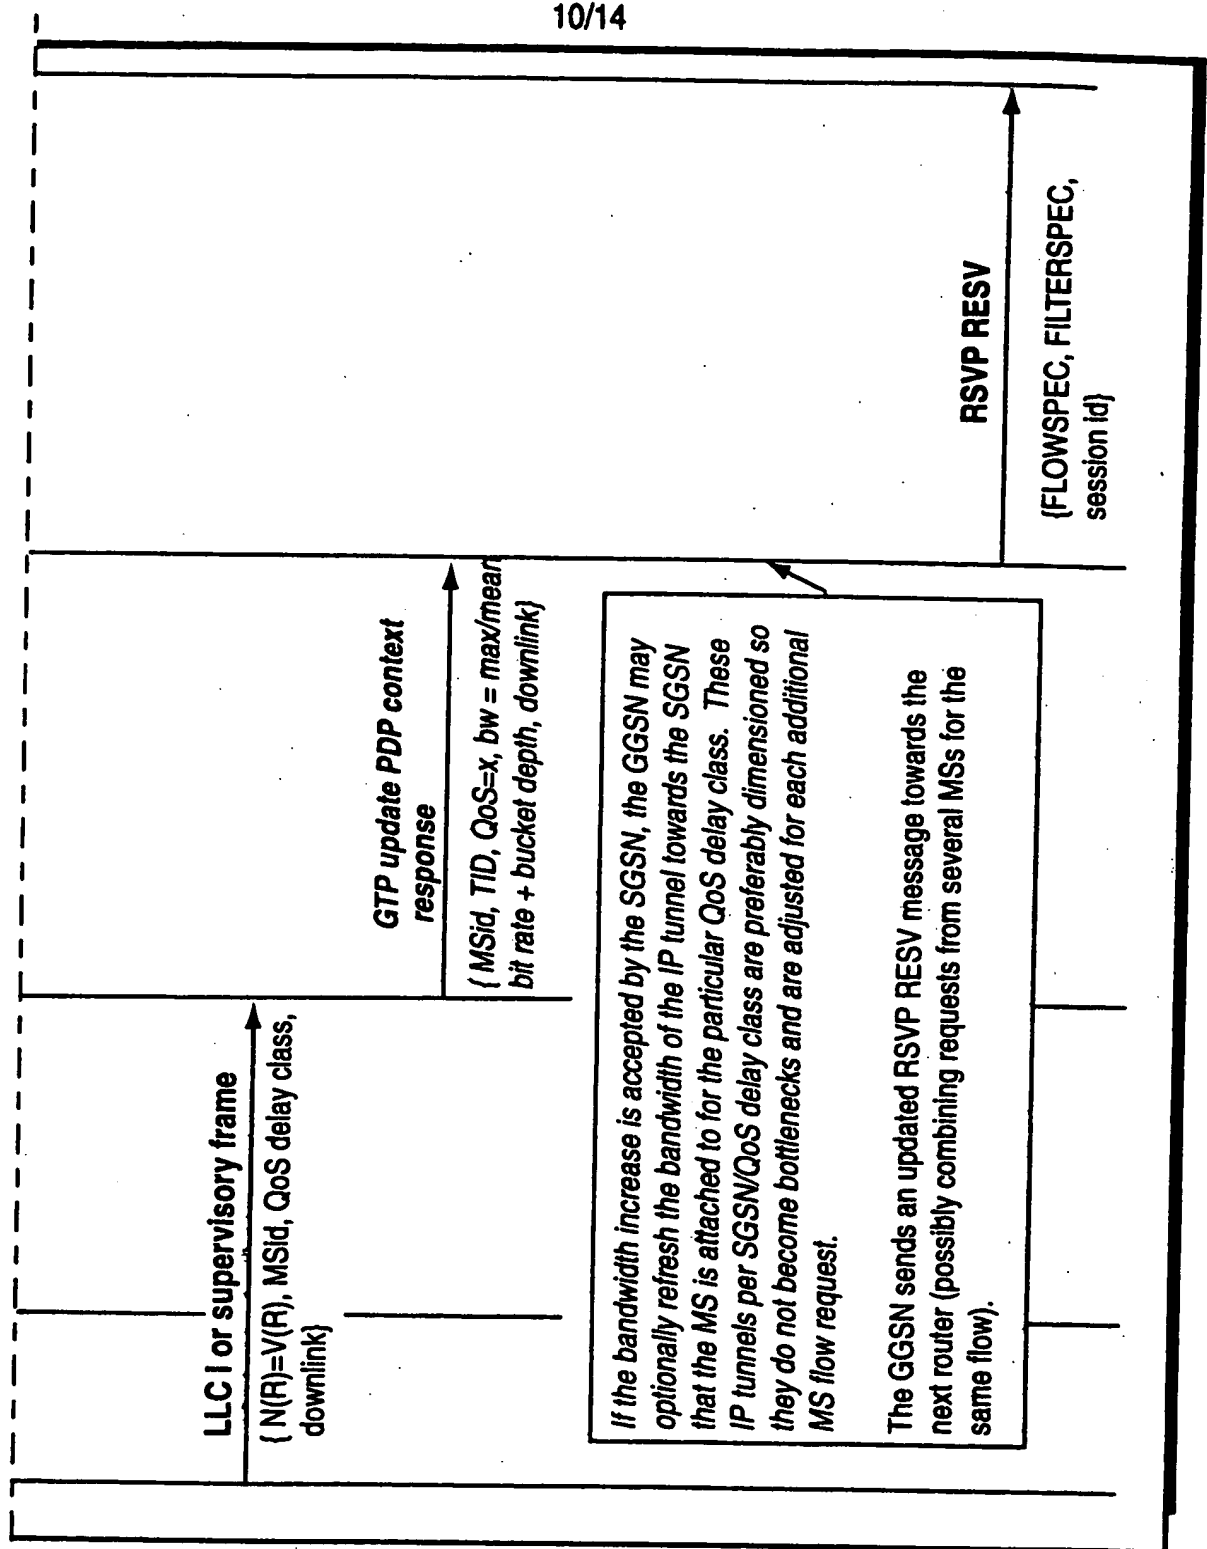 10/14
LLC I or supervisory frame
{ N(R)=V(R), MSid, QoS delay class,
downlink}
GTP update PDP context
response
{ MSid, TID, QoS=x, bw = max/mean
bit rate + bucket depth, downlink}
If the bandwidth increase is accepted by the SGSN, the GGSN may
optionally refresh the bandwidth of the IP tunnel towards the SGSN
that the MS is attached to for the particular QoS delay class. These
IP tunnels per SGSN/QoS delay class are preferably dimensioned so
they do not become bottlenecks and are adjusted for each additional
MS flow request.
The GGSN sends an updated RSVP RESV message towards the
next router (possibly combining requests from several MSs for the
same flow).
RSVP RESV
{FLOWSPEC, FILTERSPEC,
session id}